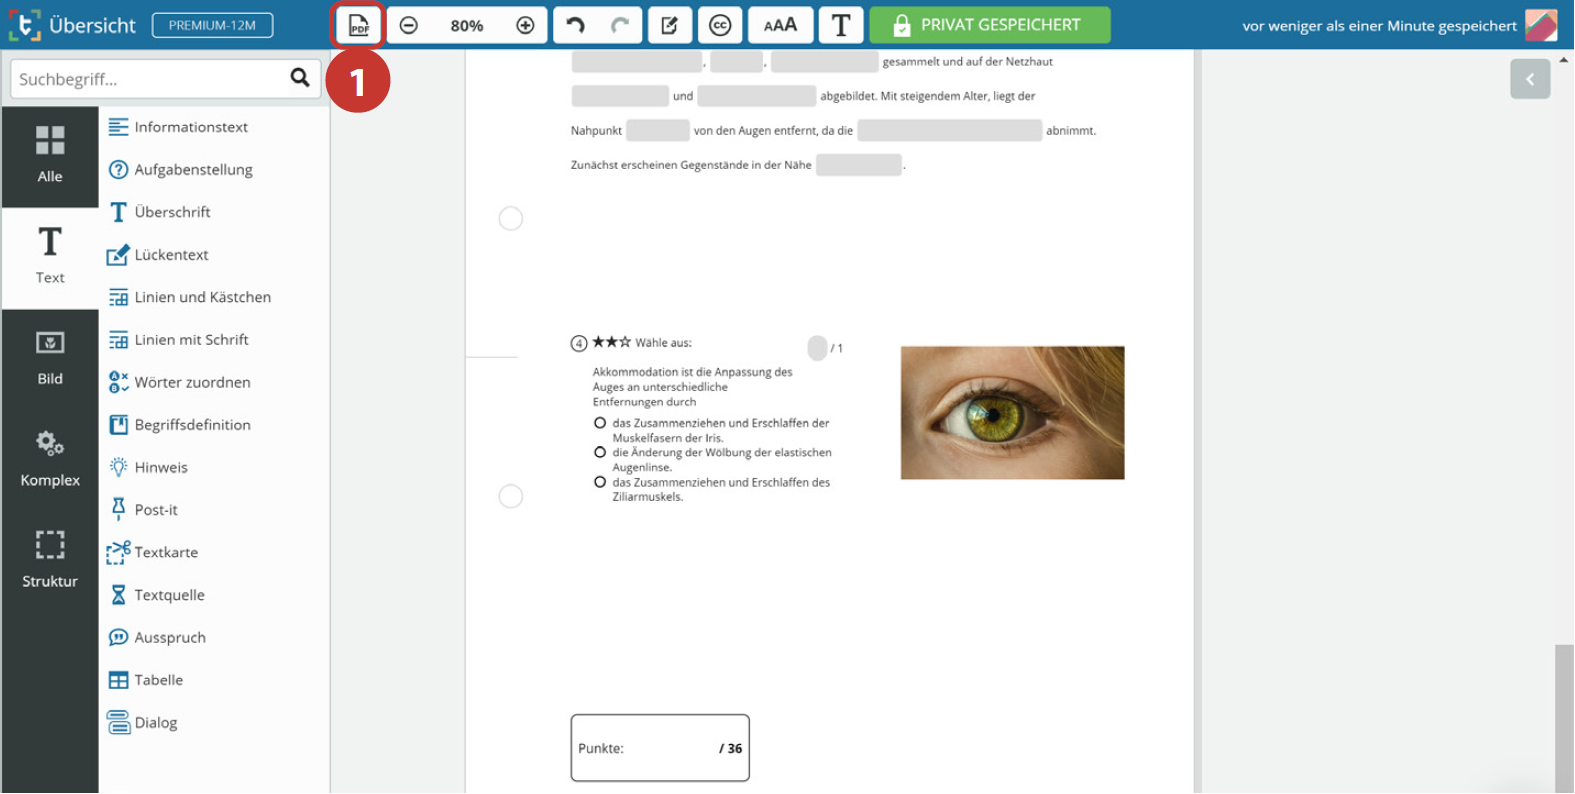 Übersicht
PREMIUM-12M
PDF
80%
cc
AAA
T
PRIVAT GESPEICHERT
vor weniger als einer Minute gespeichert
Suchbegriff...
1
Alle
Text
Bild
Komplex
Struktur
Informationstext
Aufgabenstellung
Überschrift
Lückentext
Linien und Kästchen
Linien mit Schrift
Wörter zuordnen
Begriffsdefinition
Hinweis
Post-it
Textkarte
Textquelle
Ausspruch
Tabelle
Dialog
, , gesammelt und auf der Netzhaut
und abgebildet. Mit steigendem Alter, liegt der
Nahpunkt von den Augen entfernt, da die abnimmt.
Zunächst erscheinen Gegenstände in der Nähe .
4 ★★☆ Wähle aus: / 1
Akkommodation ist die Anpassung des
Auges an unterschiedliche
Entfernungen durch
das Zusammenziehen und Erschlaffen der
Muskelfasern der Iris.
die Änderung der Wölbung der elastischen
Augenlinse.
das Zusammenziehen und Erschlaffen des
Ziliarmuskels.
Punkte: / 36